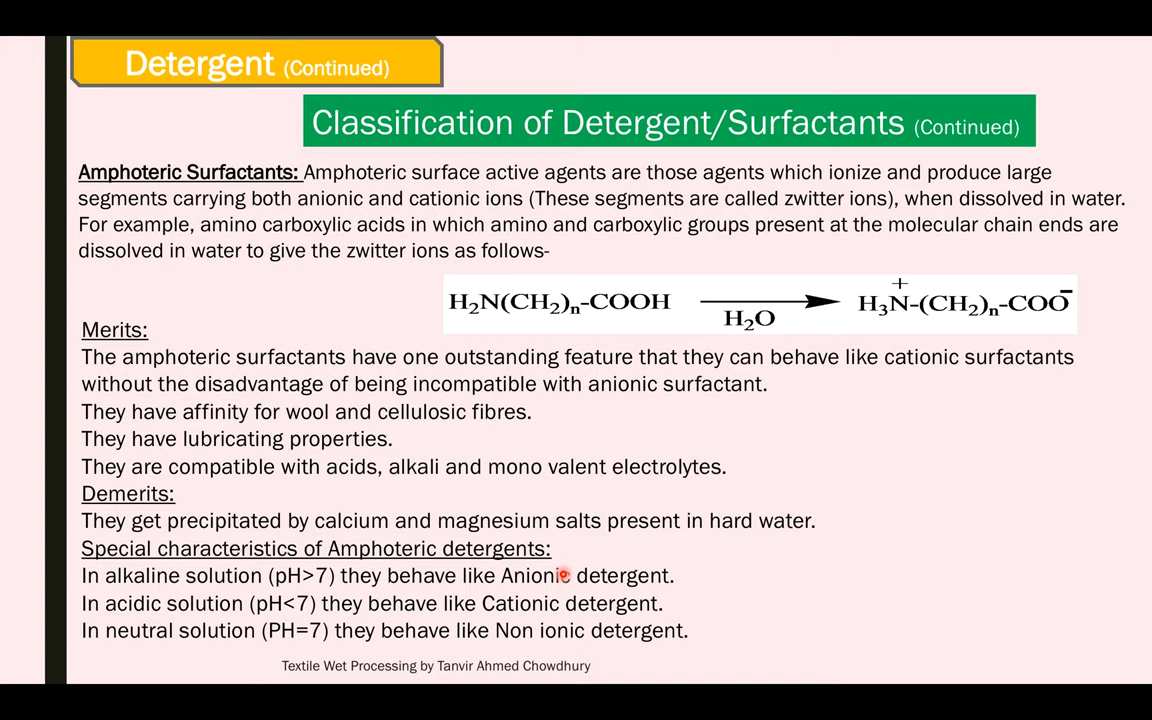 Detergent (Continued)
Classification of Detergent/Surfactants (Continued)
Amphoteric Surfactants: Amphoteric surface active agents are those agents which ionize and produce large
segments carrying both anionic and cationic ions (These segments are called zwitter ions), when dissolved in water.
For example, amino carboxylic acids in which amino and carboxylic groups present at the molecular chain ends are
dissolved in water to give the zwitter ions as follows-
H₂N(CH₂)ₙ-COOH —H₂O→ H₃N⁺-(CH₂)ₙ-COO⁻
Merits:
The amphoteric surfactants have one outstanding feature that they can behave like cationic surfactants
without the disadvantage of being incompatible with anionic surfactant.
They have affinity for wool and cellulosic fibres.
They have lubricating properties.
They are compatible with acids, alkali and mono valent electrolytes.
Demerits:
They get precipitated by calcium and magnesium salts present in hard water.
Special characteristics of Amphoteric detergents:
In alkaline solution (pH>7) they behave like Anionic detergent.
In acidic solution (pH<7) they behave like Cationic detergent.
In neutral solution (PH=7) they behave like Non ionic detergent.
Textile Wet Processing by Tanvir Ahmed Chowdhury